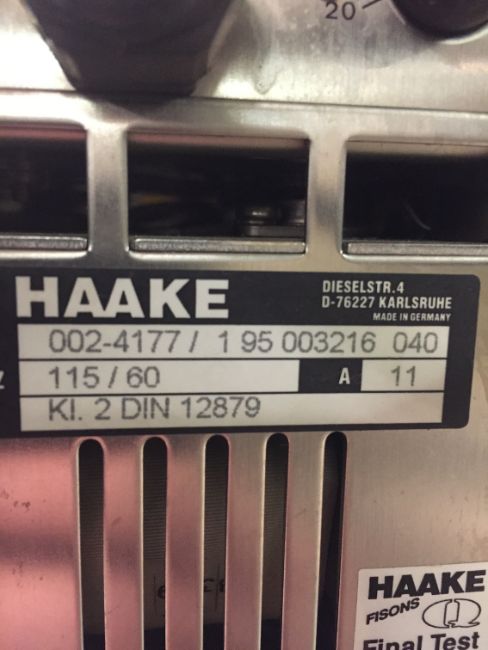 20
HAAKE
DIESELSTR.4
D-76227 KARLSRUHE
MADE IN GERMANY
002-4177 / 1 95 003216 040
z 115 / 60 A 11
Kl. 2 DIN 12879
HAAKE
FISONS Q
Final Test